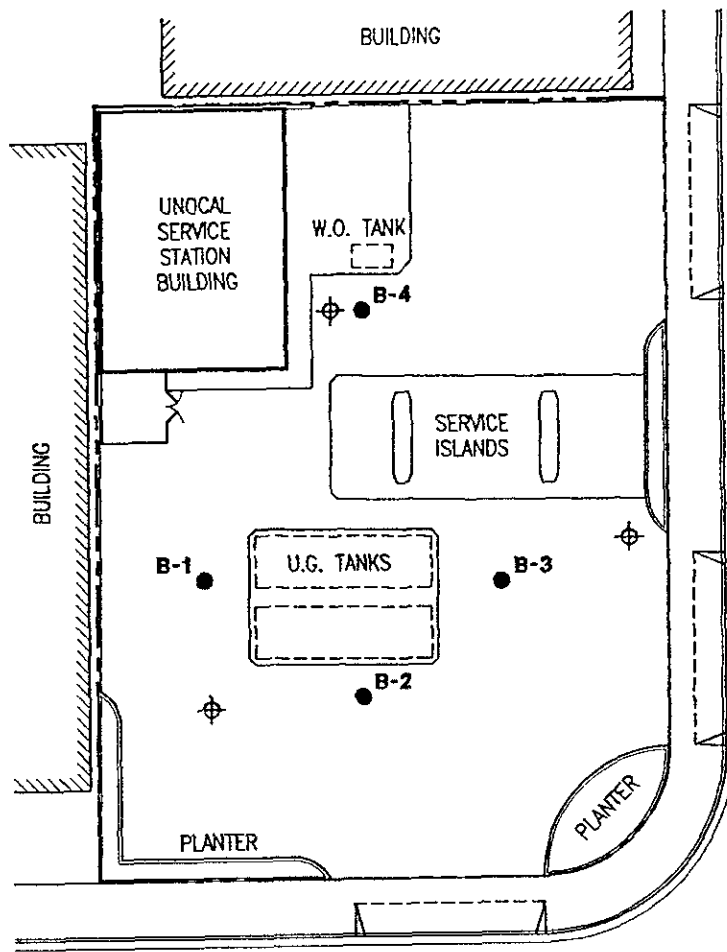 BUILDING
UNOCAL
SERVICE
STATION
BUILDING
W.O. TANK
B-4
SERVICE
ISLANDS
BUILDING
B-1
U.G. TANKS
B-3
B-2
PLANTER
PLANTER